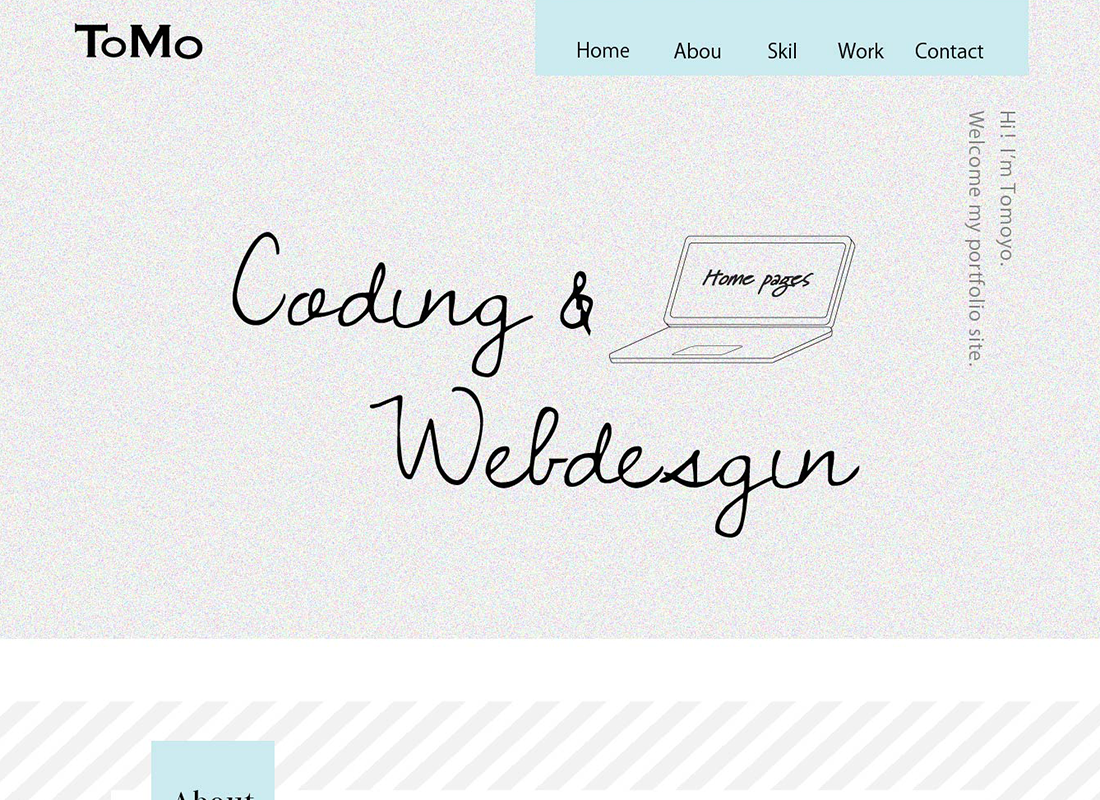 ToMo
Home Abou Skil Work Contact
Hi! I'm Tomoyo.
Welcome my portfolio site.
Coding &
Home pages
Webdesgin
About